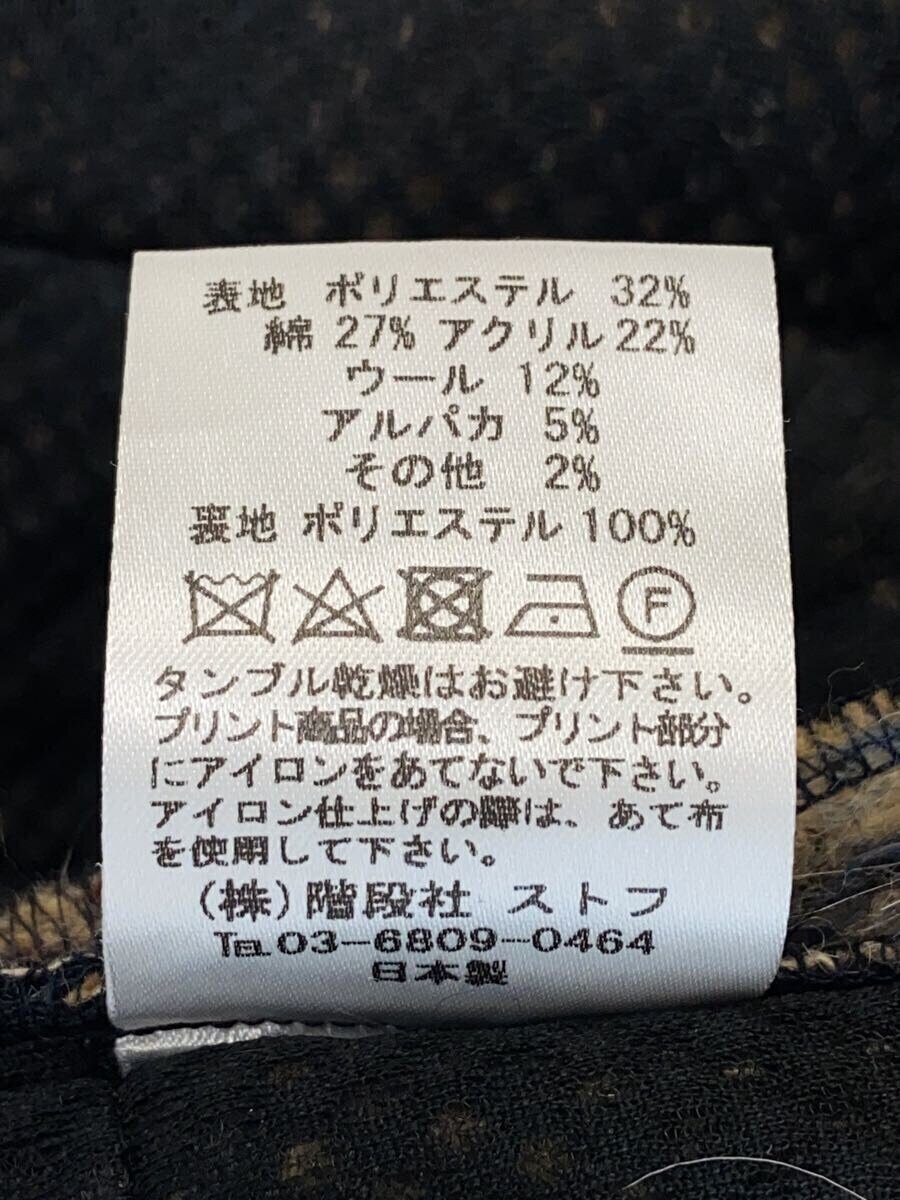 表地 ポリエステル 32%
綿 27% アクリル 22%
ウール 12%
アルパカ 5%
その他 2%
裏地 ポリエステル 100%
F
タンブル乾燥はお避け下さい。
プリント商品の場合、プリント部分
にアイロンをあてないで下さい。
アイロン仕上げの際は、あて布
を使用して下さい。
(株)階段社 ストフ
TEL 03-6809-0464
日本製